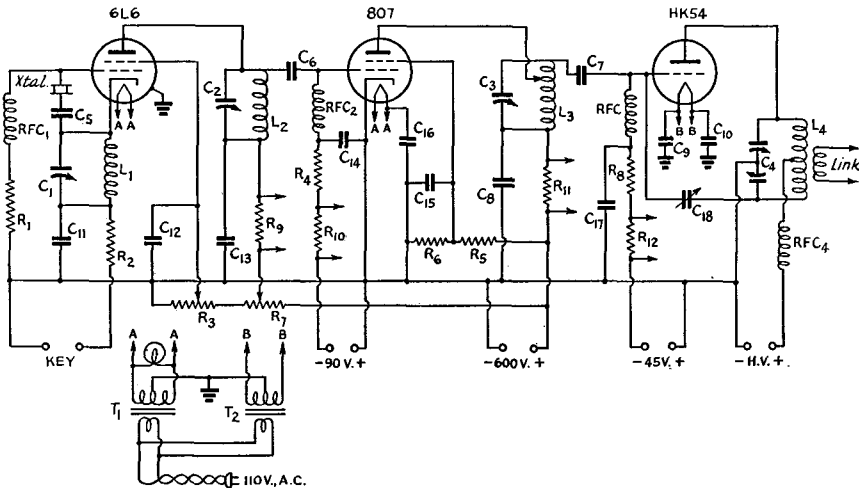 6L6
807
HK54
Xtal.
C5
RFC1
C1
L1
R1
C11
R2
C12
C2
L2
C6
RFC2
C14
R4
R9
R10
C13
C16
C15
R6
R5
C3
L3
C7
C8
R11
RFC
R8
C17
R12
C9
C10
C18
C4
L4
Link
RFC4
A A
A A
B B
R3
R7
KEY
-90 V. +
-600 V. +
-45V. +
-H.V. +
A A
B B
T1
T2
110V., A.C.